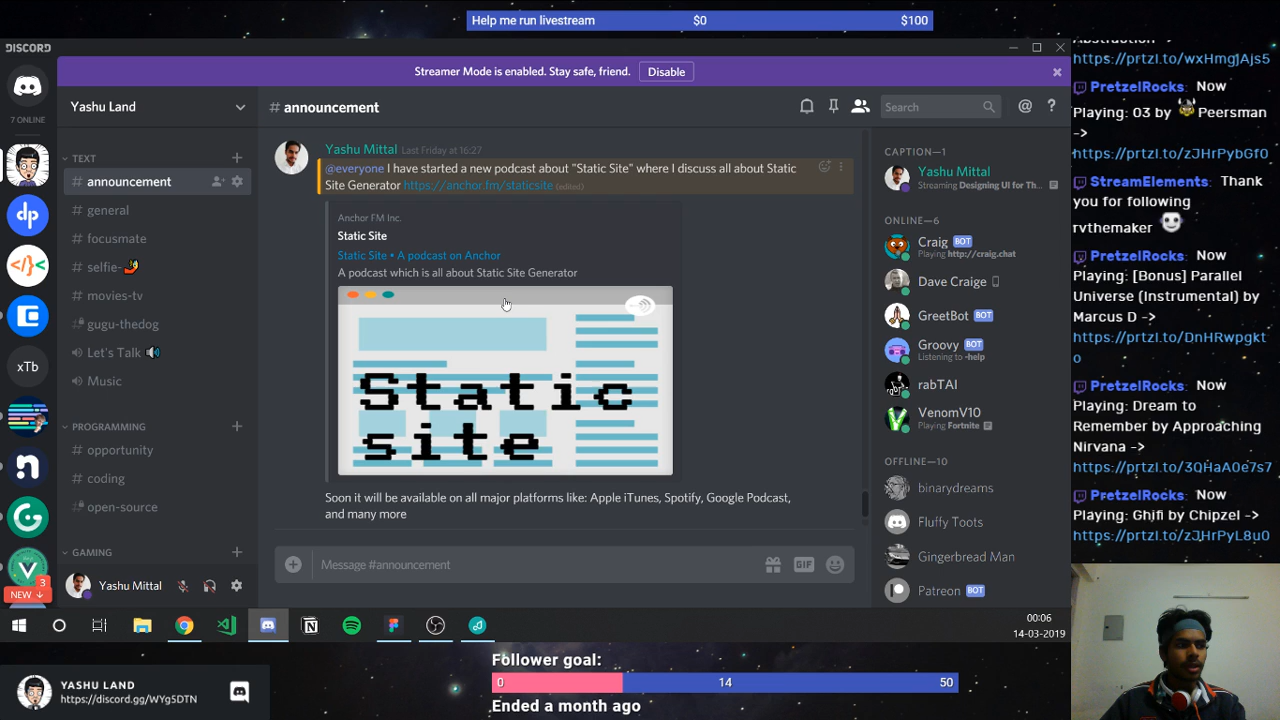 Help me run livestream $0 $100
DISCORD
Streamer Mode is enabled. Stay safe, friend. Disable
7 ONLINE
Yashu Land
# announcement
Search
TEXT
announcement
# general
# focusmate
# selfie-
# movies-tv
# gugu-thedog
Let's Talk
Music
PROGRAMMING
# opportunity
# coding
# open-source
GAMING
xTb
3
NEW ↓
Yashu Mittal
Yashu Mittal Last Friday at 16:27
@everyone I have started a new podcast about "Static Site" where I discuss all about Static
Site Generator https://anchor.fm/staticsite (edited)
Anchor FM Inc.
Static Site
Static Site • A podcast on Anchor
A podcast which is all about Static Site Generator
Static
site
Soon it will be available on all major platforms like: Apple iTunes, Spotify, Google Podcast,
and many more
Message #announcement
GIF
CAPTION—1
Yashu Mittal
Streaming Designing UI for Th...
ONLINE—6
Craig BOT
Playing http://craig.chat
Dave Craige
GreetBot BOT
Groovy BOT
Listening to -help
rabTAI
VenomV10
Playing Fortnite
OFFLINE—10
binarydreams
Fluffy Toots
Gingerbread Man
Patreon BOT
00:06
14-03-2019
Abstraction ->
https://prtzl.to/wxHmgjAjs5
PretzelRocks: Now
Playing: 03 by Peersman
->
https://prtzl.to/zJHrPybGf0
StreamElements: Thank
you for following
rvthemaker
PretzelRocks: Now
Playing: [Bonus] Parallel
Universe (Instrumental) by
Marcus D ->
https://prtzl.to/DnHRwpgkt
o
PretzelRocks: Now
Playing: Dream to
Remember by Approaching
Nirvana ->
https://prtzl.to/3QHaA0e7s7
PretzelRocks: Now
Playing: Ghifi by Chipzel ->
https://prtzl.to/zJHrPyL8u0
YASHU LAND
https://discord.gg/WYg5DTN
Follower goal:
0 14 50
Ended a month ago